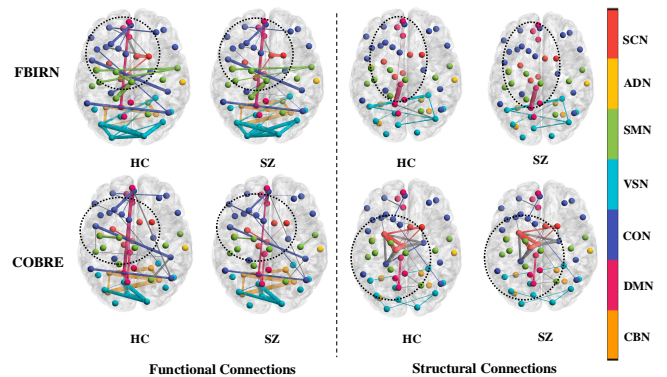 FBIRN
HC
SZ
HC
SZ
COBRE
HC
SZ
HC
SZ
Functional Connections
Structural Connections
SCN
ADN
SMN
VSN
CON
DMN
CBN